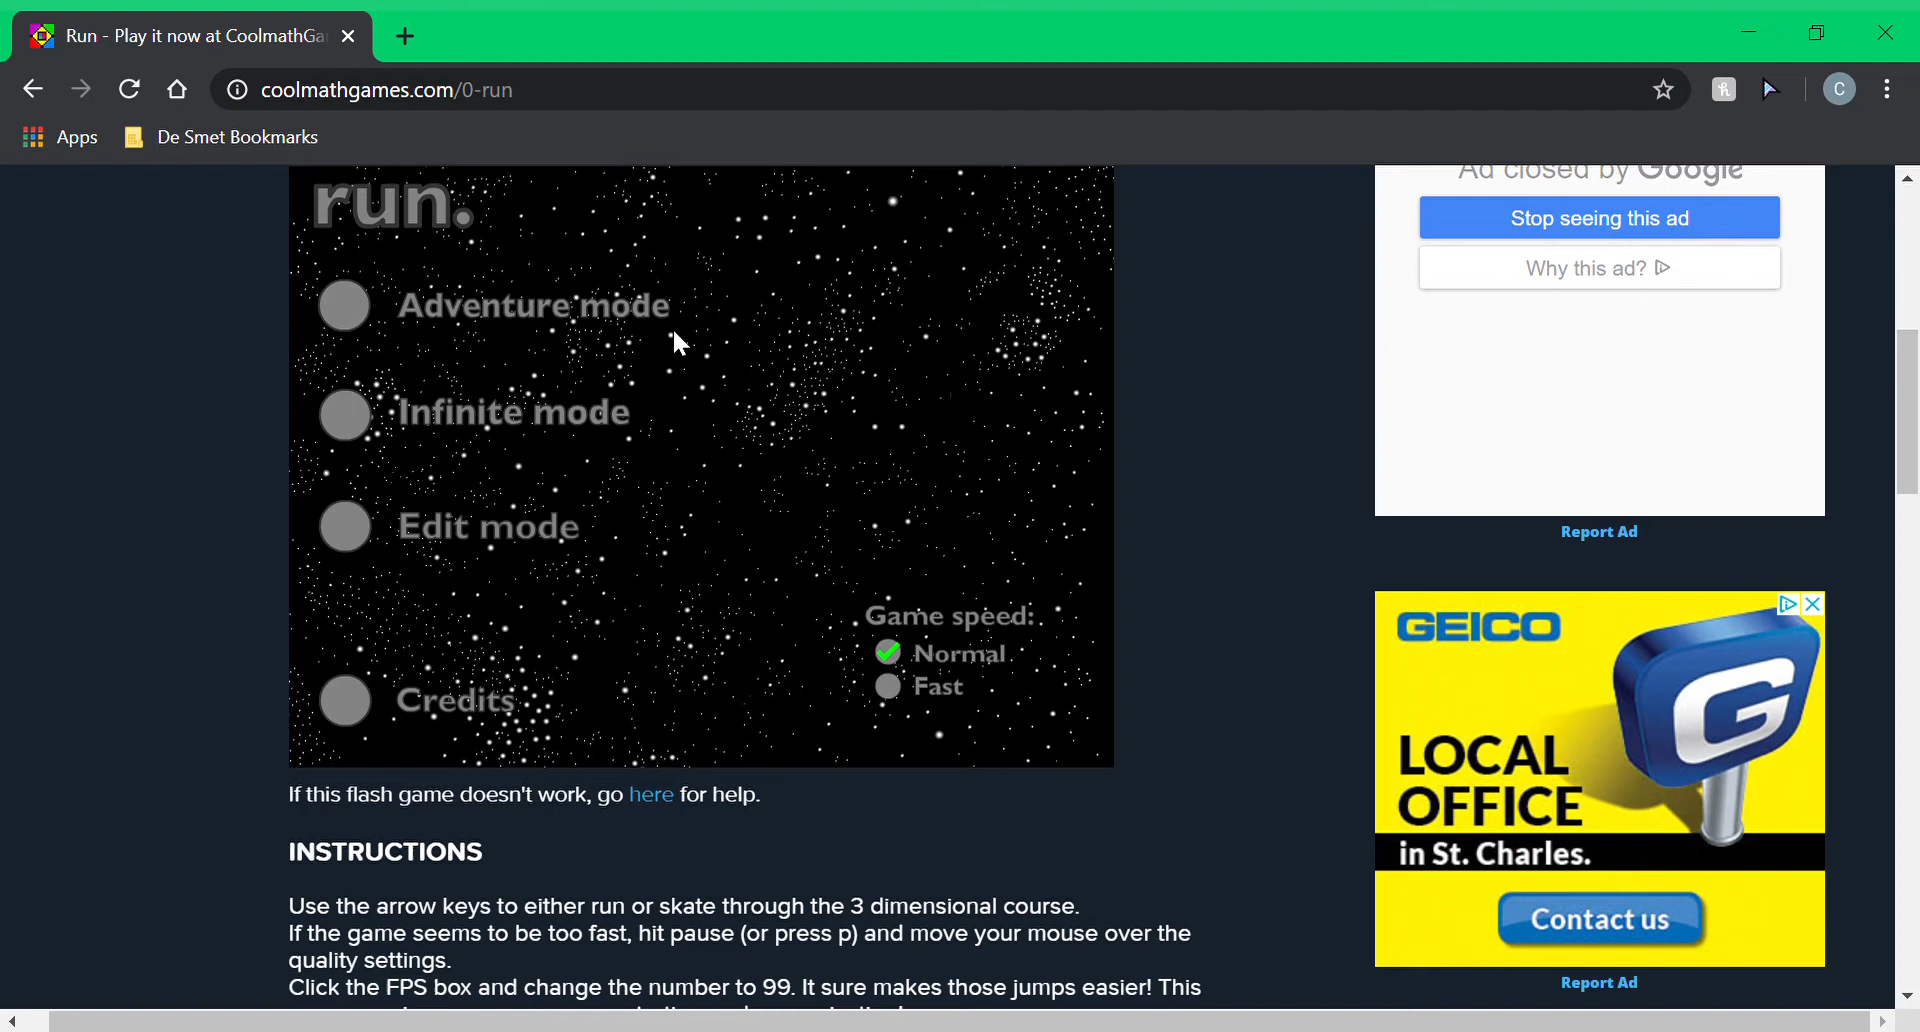 Run - Play it now at CoolmathGa
coolmathgames.com/0-run
h
C
Apps
De Smet Bookmarks
run.
Adventure mode
Infinite mode
Edit mode
Game speed:
Normal
Fast
Credits
If this flash game doesn't work, go here for help.
INSTRUCTIONS
Use the arrow keys to either run or skate through the 3 dimensional course.
If the game seems to be too fast, hit pause (or press p) and move your mouse over the
quality settings.
Click the FPS box and change the number to 99. It sure makes those jumps easier! This
Ad closed by Google
Stop seeing this ad
Why this ad?
Report Ad
GEICO
G
LOCAL
OFFICE
in St. Charles.
Contact us
Report Ad